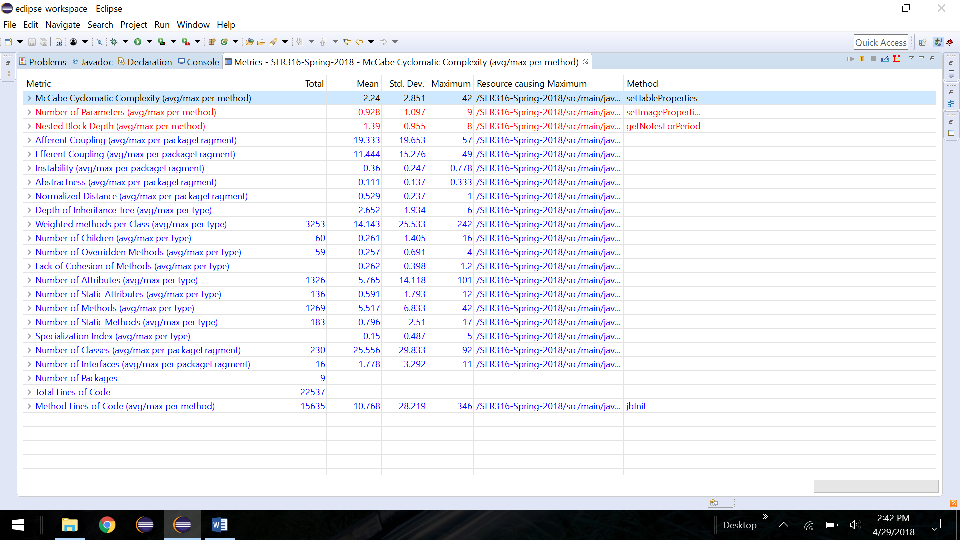 eclipse-workspace - Eclipse
File Edit Navigate Search Project Run Window Help
Quick Access
Problems @ Javadoc Declaration Console Metrics - SER316-Spring-2018 - McCabe Cyclomatic Complexity (avg/max per method)
Metric Total Mean Std. Dev. Maximum Resource causing Maximum Method
McCabe Cyclomatic Complexity (avg/max per method) 2.24 2.851 42 /SER316-Spring-2018/src/main/jav... setTableProperties
Number of Parameters (avg/max per method) 0.928 1.097 9 /SER316-Spring-2018/src/main/jav... setImageProperti...
Nested Block Depth (avg/max per method) 1.39 0.955 8 /SER316-Spring-2018/src/main/jav... getNotesForPeriod
Afferent Coupling (avg/max per packageFragment) 19.333 19.653 57 /SER316-Spring-2018/src/main/jav...
Efferent Coupling (avg/max per packageFragment) 11.444 15.276 49 /SER316-Spring-2018/src/main/jav...
Instability (avg/max per packageFragment) 0.36 0.247 0.778 /SER316-Spring-2018/src/main/jav...
Abstractness (avg/max per packageFragment) 0.111 0.137 0.333 /SER316-Spring-2018/src/main/jav...
Normalized Distance (avg/max per packageFragment) 0.529 0.237 1 /SER316-Spring-2018/src/main/jav...
Depth of Inheritance Tree (avg/max per type) 2.652 1.934 6 /SER316-Spring-2018/src/main/jav...
Weighted methods per Class (avg/max per type) 3253 14.143 25.533 242 /SER316-Spring-2018/src/main/jav...
Number of Children (avg/max per type) 60 0.261 1.405 16 /SER316-Spring-2018/src/main/jav...
Number of Overridden Methods (avg/max per type) 59 0.257 0.691 4 /SER316-Spring-2018/src/main/jav...
Lack of Cohesion of Methods (avg/max per type) 0.262 0.398 1.2 /SER316-Spring-2018/src/main/jav...
Number of Attributes (avg/max per type) 1326 5.765 14.118 101 /SER316-Spring-2018/src/main/jav...
Number of Static Attributes (avg/max per type) 136 0.591 1.793 12 /SER316-Spring-2018/src/main/jav...
Number of Methods (avg/max per type) 1269 5.517 6.833 42 /SER316-Spring-2018/src/main/jav...
Number of Static Methods (avg/max per type) 183 0.796 2.51 17 /SER316-Spring-2018/src/main/jav...
Specialization Index (avg/max per type) 0.15 0.487 5 /SER316-Spring-2018/src/main/jav...
Number of Classes (avg/max per packageFragment) 230 25.556 29.833 92 /SER316-Spring-2018/src/main/jav...
Number of Interfaces (avg/max per packageFragment) 16 1.778 3.292 11 /SER316-Spring-2018/src/main/jav...
Number of Packages 9
Total Lines of Code 22537
Method Lines of Code (avg/max per method) 15635 10.768 28.219 346 /SER316-Spring-2018/src/main/jav... jbInit
Desktop
2:42 PM
4/29/2018